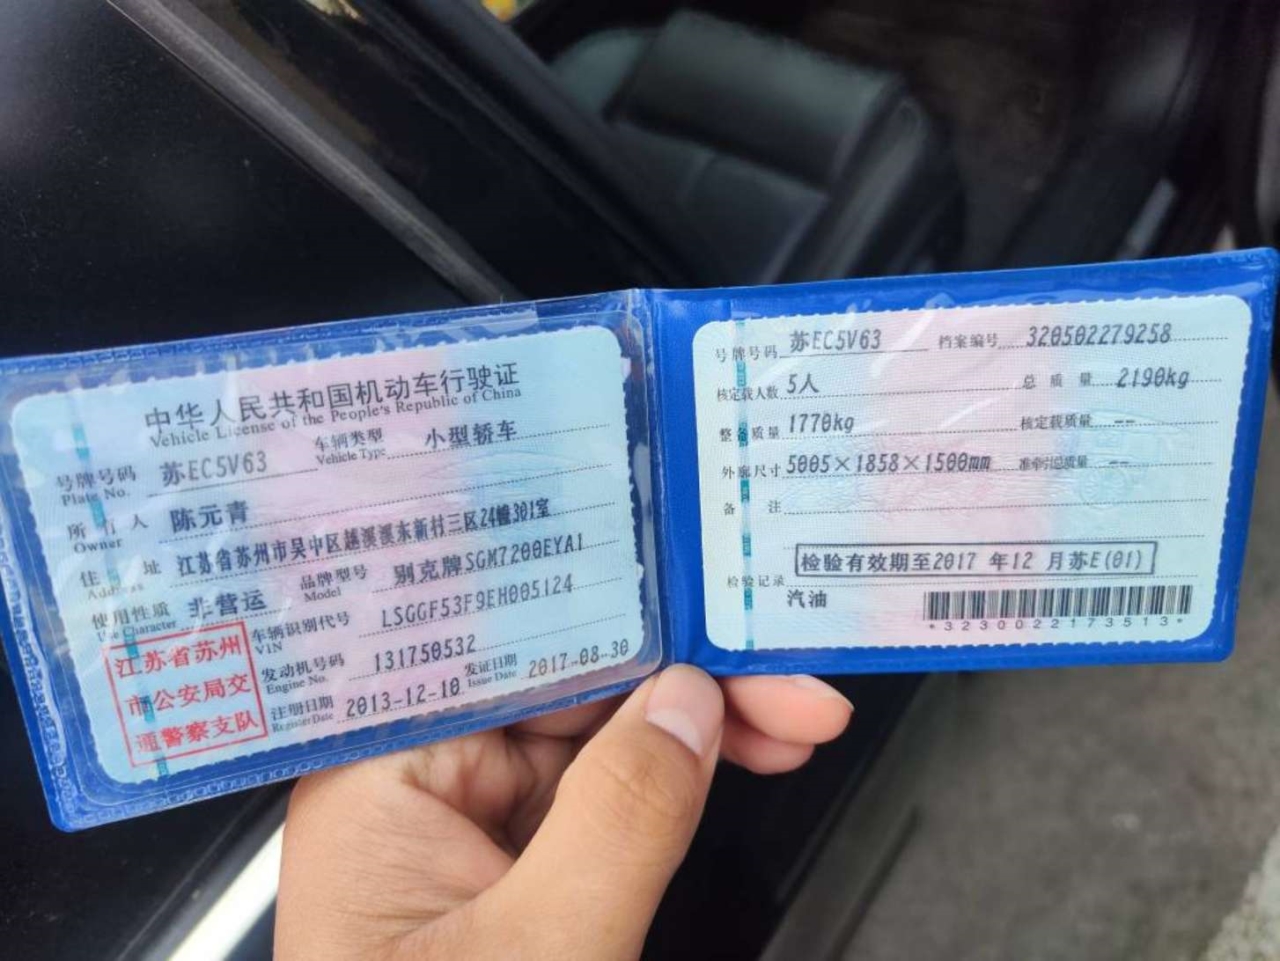 中华人民共和国机动车行驶证
Vehicle License of the People's Republic of China
号牌号码 苏EC5V63 车辆类型 小型轿车
Plate No. Vehicle Type
所有人 陈元青
Owner
住址 江苏省苏州市吴中区越溪溪东新村三区24幢301室
Address
使用性质 非营运 品牌型号 别克牌SGM7200EYA1
Use Character Model
车辆识别代号 LSGGF53F9EH005124
VIN
发动机号码 131750532
Engine No.
注册日期 2013-12-10 发证日期 2017-08-30
Register Date Issue Date
江苏省苏州
市公安局交
通警察支队
号牌号码 苏EC5V63 档案编号 320502279258
核定载人数 5人 总质量 2190kg
整备质量 1770kg 核定载质量 --
外廓尺寸 5005×1858×1500mm 准牵引总质量 --
备注
检验有效期至2017 年12 月苏E(01)
检验记录
汽油
*3230022173513*